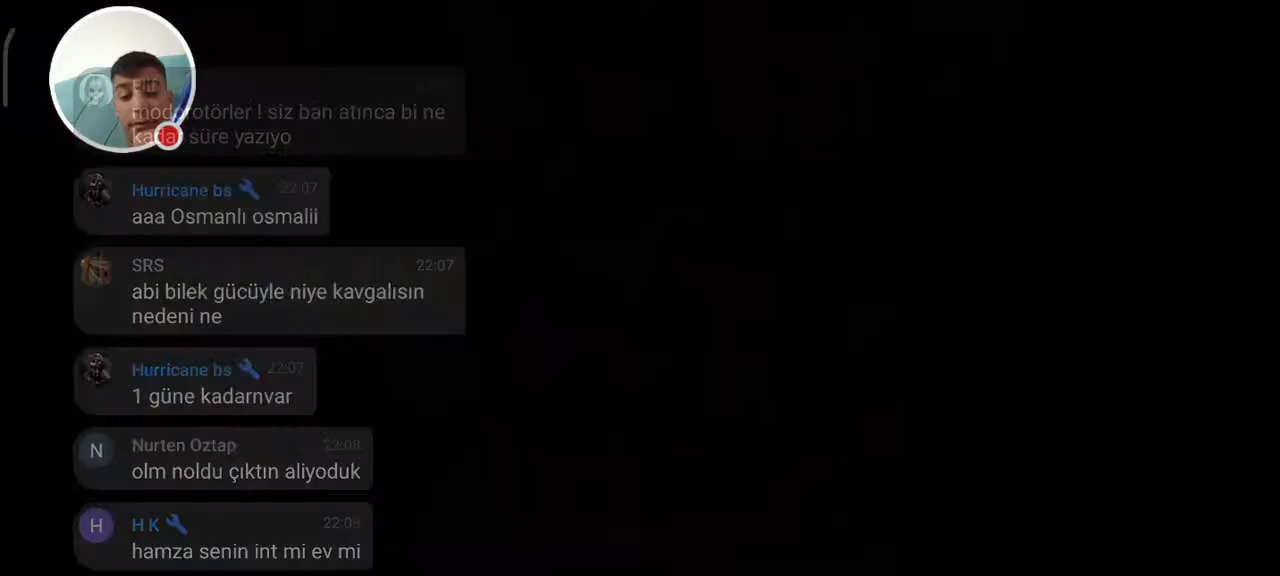 modorotörler ! siz ban atınca bi ne
kadar süre yazıyo
Hurricane bs 22:07
aaa Osmanlı osmalii
SRS 22:07
abi bilek gücüyle niye kavgalısın
nedeni ne
Hurricane bs 22:07
1 güne kadarnvar
N Nurten Oztap 22:08
olm noldu çıktın aliyoduk
H H K 22:08
hamza senin int mi ev mi